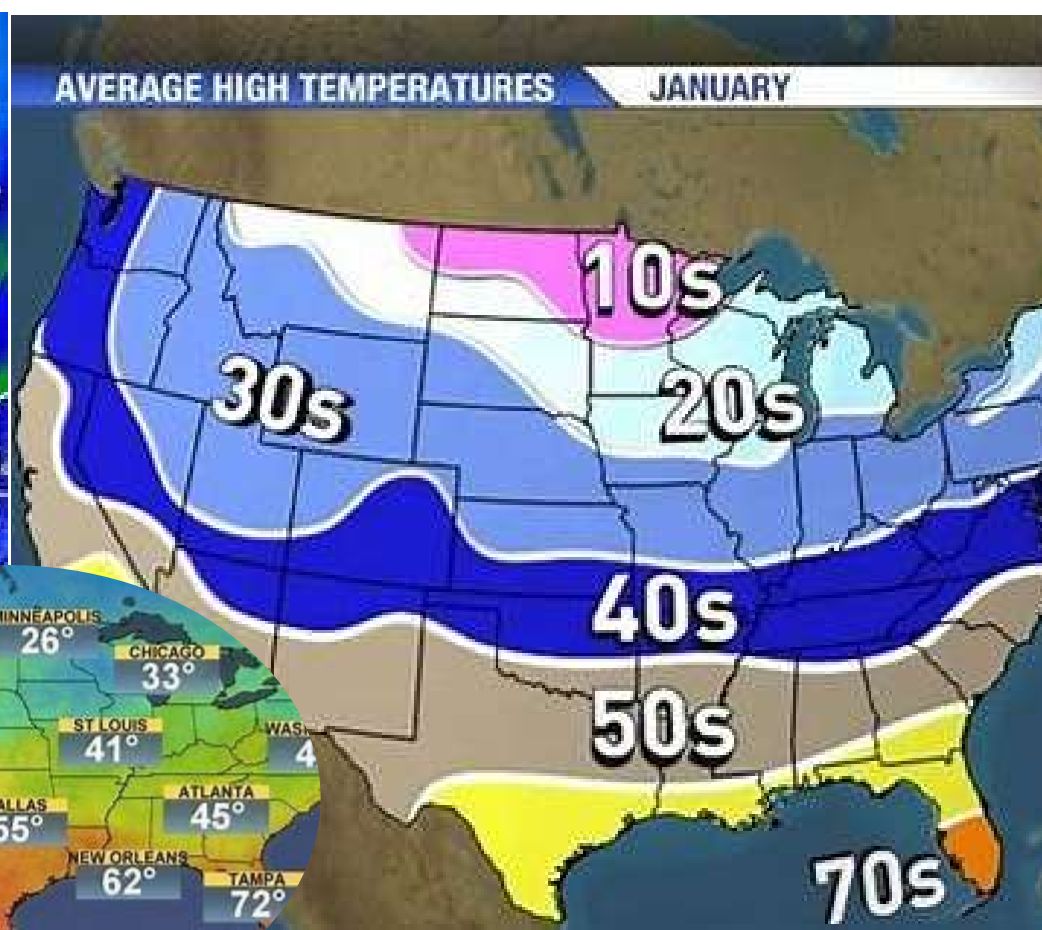 AVERAGE HIGH TEMPERATURES JANUARY
10s
30s
20s
40s
50s
70s
MINNEAPOLIS
26°
CHICAGO
33°
ST LOUIS
41°
ATLANTA
45°
55°
NEW ORLEANS
62°
TAMPA
72°